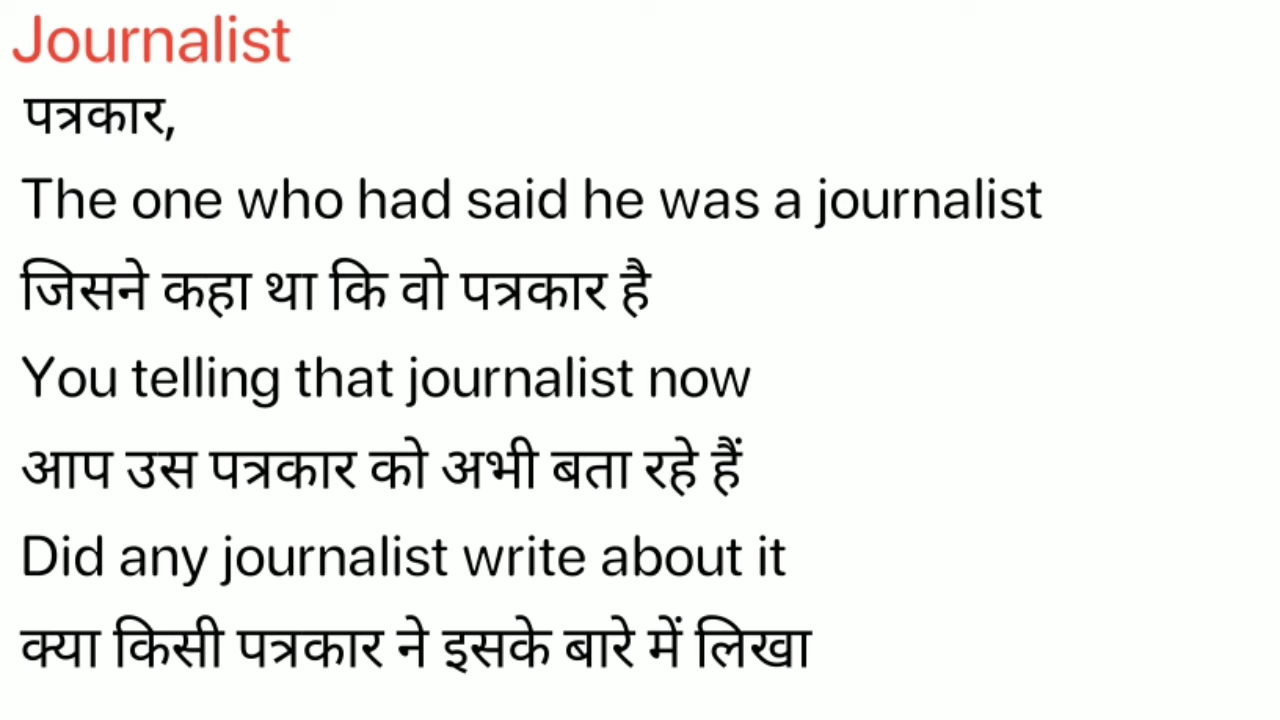 Journalist
पत्रकार,
The one who had said he was a journalist
जिसने कहा था कि वो पत्रकार है
You telling that journalist now
आप उस पत्रकार को अभी बता रहे हैं
Did any journalist write about it
क्या किसी पत्रकार ने इसके बारे में लिखा